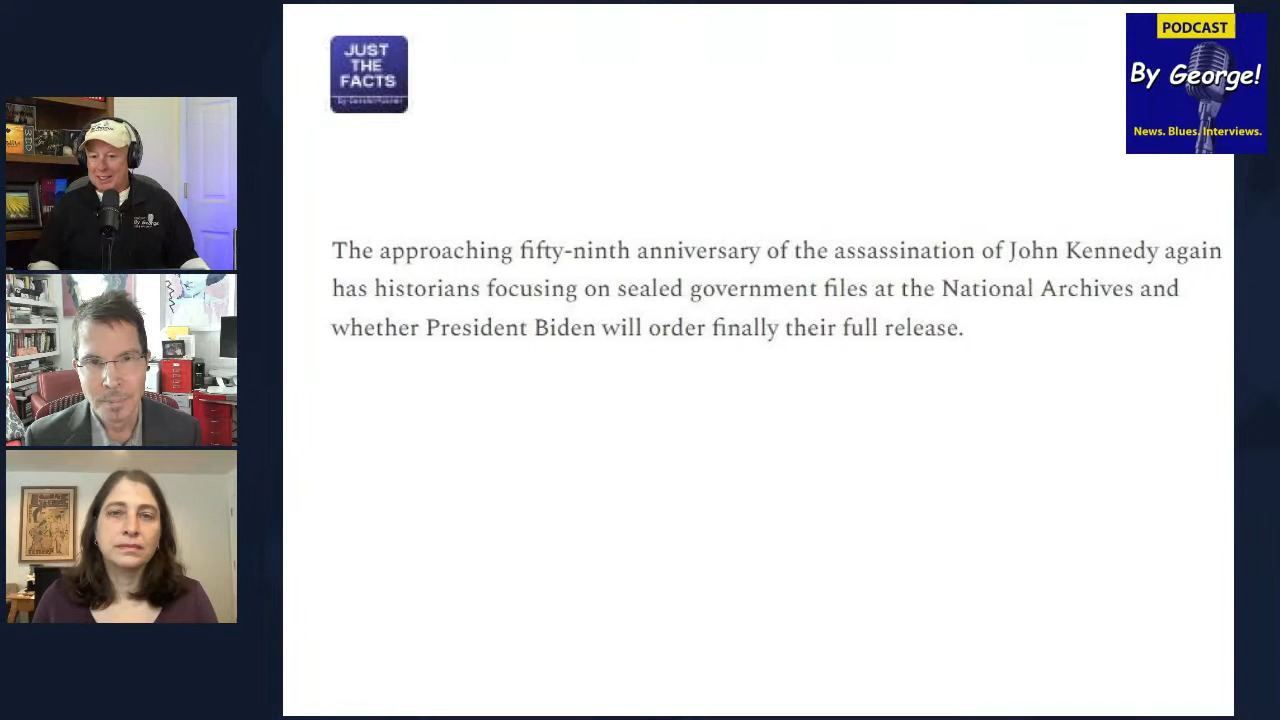 JUST
THE
FACTS
PODCAST
By George!
News. Blues. Interviews.
By George!
The approaching fifty-ninth anniversary of the assassination of John Kennedy again
has historians focusing on sealed government files at the National Archives and
whether President Biden will order finally their full release.